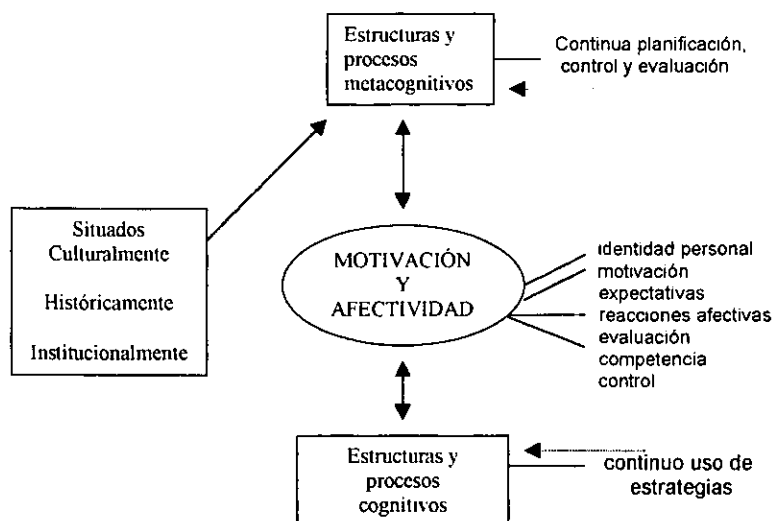 Estructuras y
procesos
metacognitivos
Continua planificación,
control y evaluación
Situados
Culturalmente
Históricamente
Institucionalmente
MOTIVACIÓN
Y
AFECTIVIDAD
identidad personal
motivación
expectativas
reacciones afectivas
evaluación
competencia
control
Estructuras y
procesos
cognitivos
continuo uso de
estrategias